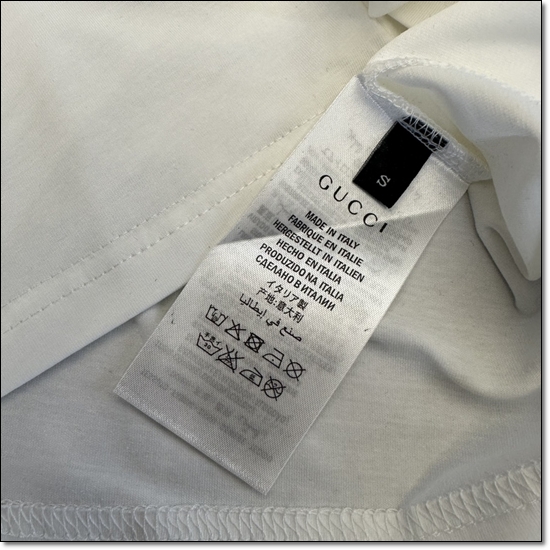 S
GUCCI
MADE IN ITALY
FABRIQUE EN ITALIE
HERGESTELLT IN ITALIEN
HECHO EN ITALIA
PRODUZIDO NA ITALIA
СДЕЛАНО В ИТАЛИИ
イタリア製
产地:意大利
صنع في إيطاليا